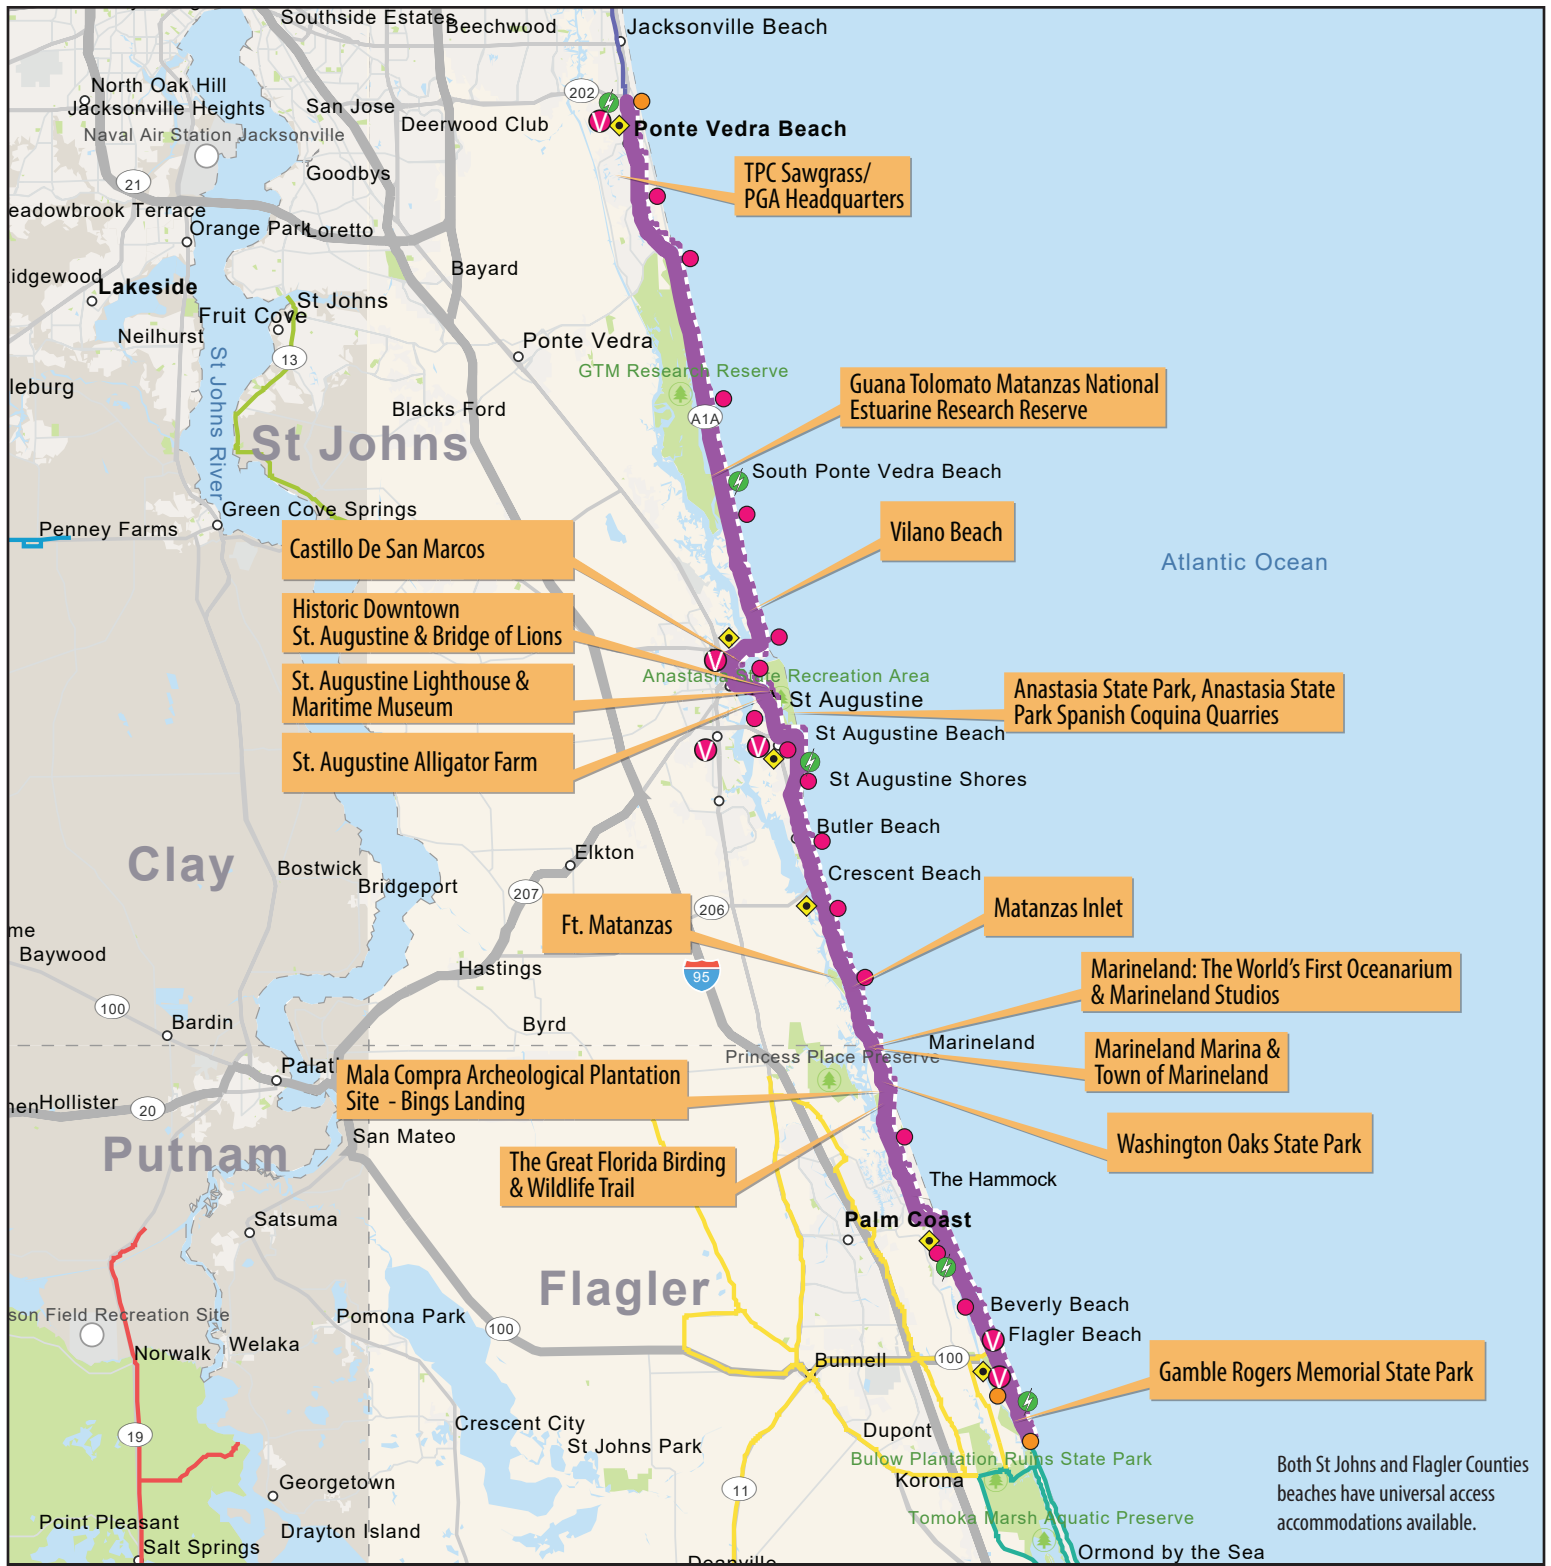 Southside Estates
Beechwood
Jacksonville Beach
North Oak Hill
Jacksonville Heights
San Jose
202
Deerwood Club
V
Ponte Vedra Beach
Naval Air Station Jacksonville
Goodbys
TPC Sawgrass/
PGA Headquarters
21
eadowbrook Terrace
Orange Park
Loretto
Bayard
idgewood
Lakeside
St Johns
Fruit Cove
Neilhurst
13
Ponte Vedra
GTM Research Reserve
leburg
St Johns River
Blacks Ford
A1A
Guana Tolomato Matanzas National
Estuarine Research Reserve
St Johns
South Ponte Vedra Beach
Green Cove Springs
Penney Farms
Castillo De San Marcos
Vilano Beach
Atlantic Ocean
Historic Downtown
St. Augustine & Bridge of Lions
V
Anastasia State Recreation Area
St. Augustine Lighthouse &
Maritime Museum
St Augustine
Anastasia State Park, Anastasia State
Park Spanish Coquina Quarries
St Augustine Beach
V
V
St. Augustine Alligator Farm
St Augustine Shores
Butler Beach
Clay
Elkton
Bostwick
Bridgeport
Crescent Beach
207
206
Ft. Matanzas
Matanzas Inlet
me
Baywood
Hastings
95
Marineland: The World's First Oceanarium
& Marineland Studios
100
Bardin
Byrd
Marineland
Princess Place Preserve
Marineland Marina &
Town of Marineland
Palat
Mala Compra Archeological Plantation
Site - Bings Landing
Hollister
20
San Mateo
Putnam
Washington Oaks State Park
The Great Florida Birding
& Wildlife Trail
The Hammock
Satsuma
Palm Coast
Flagler
son Field Recreation Site
Pomona Park
100
Beverly Beach
Norwalk
Welaka
V
Flagler Beach
Bunnell
100
V
Gamble Rogers Memorial State Park
19
Crescent City
St Johns Park
Dupont
Bulow Plantation Ruins State Park
Korona
Georgetown
11
Both St Johns and Flagler Counties
beaches have universal access
accommodations available.
Point Pleasant
Drayton Island
Tomoka Marsh Aquatic Preserve
Salt Springs
Ormond by the Sea